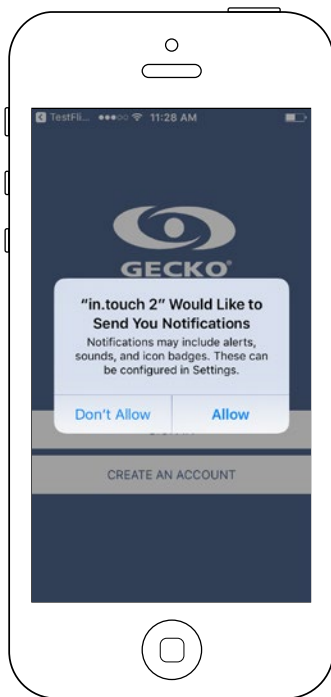 TestFli... 11:28 AM
GECKO®
"in.touch 2" Would Like to
Send You Notifications
Notifications may include alerts,
sounds, and icon badges. These can
be configured in Settings.
Don't Allow Allow
CREATE AN ACCOUNT